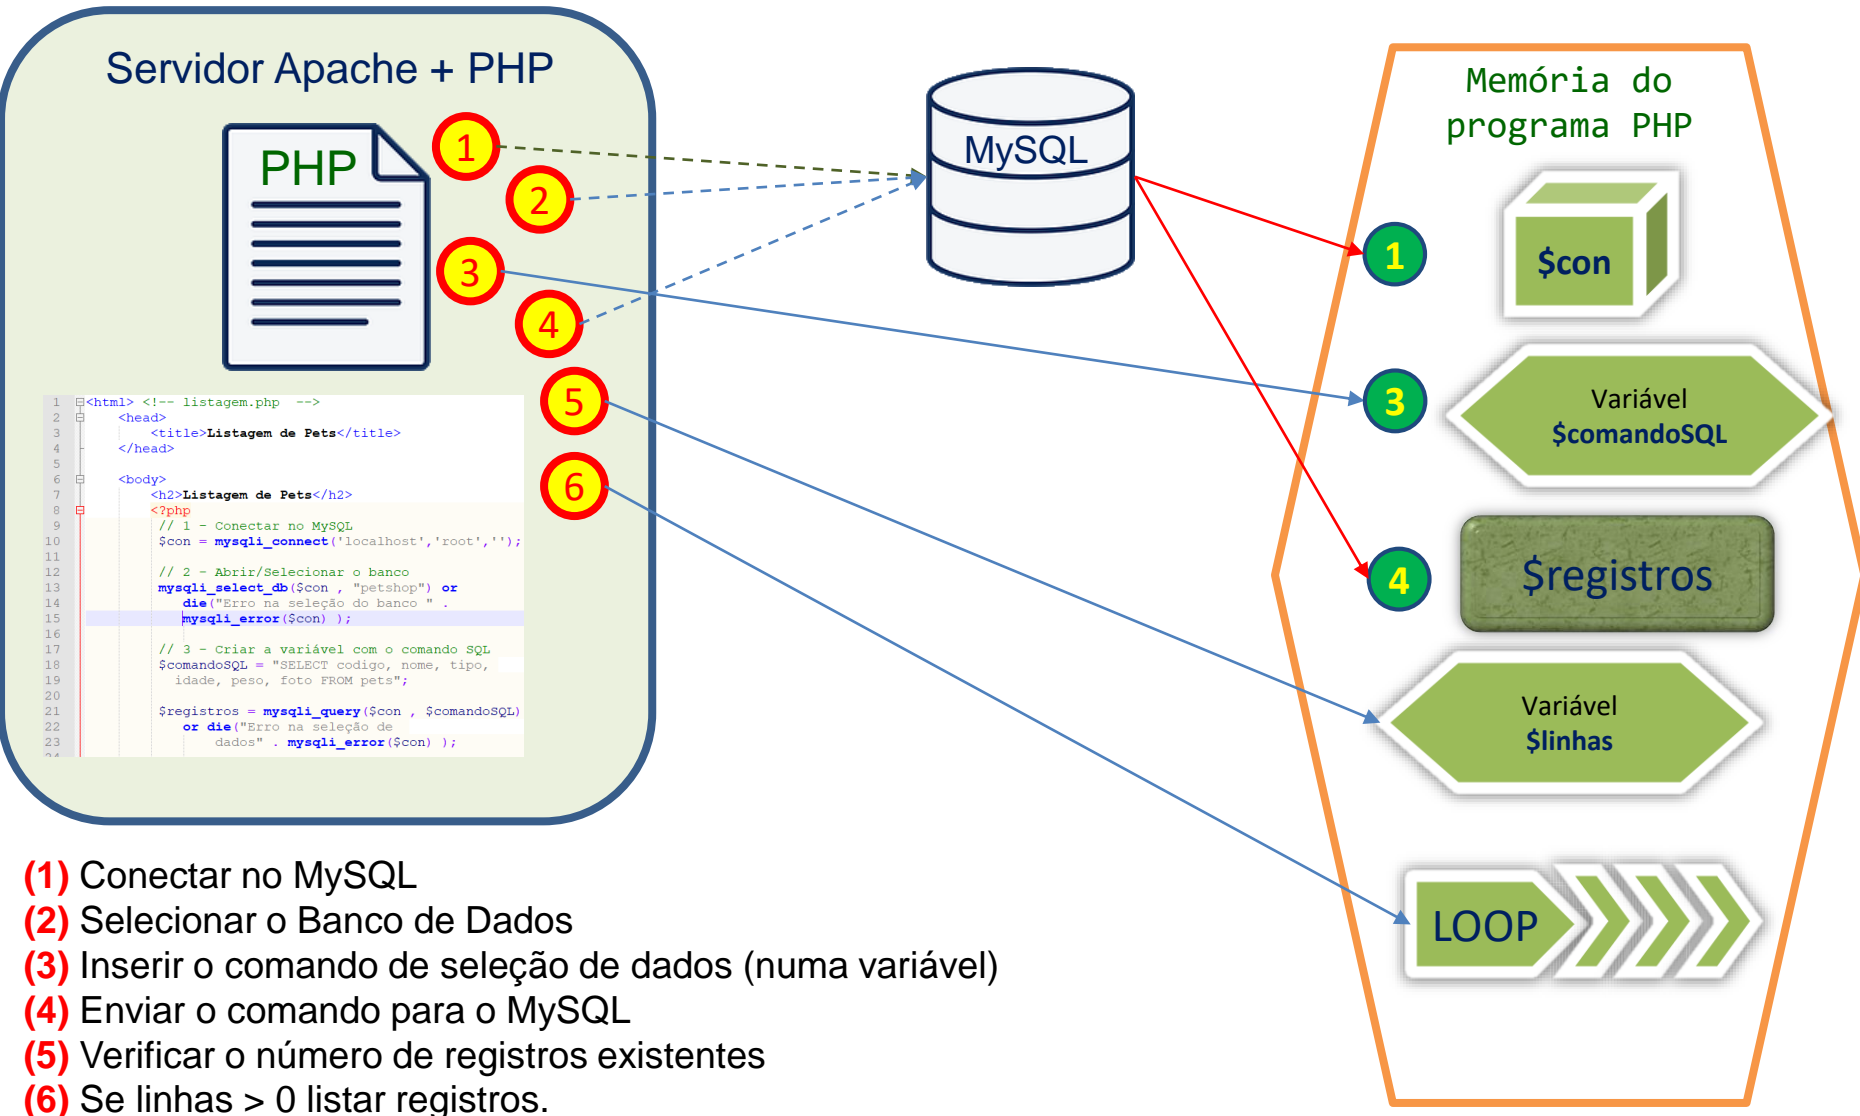 Servidor Apache + PHP
PHP
1
2
3
4
5
6
1 <html> <!-- listagem.php -->
2 <head>
3 <title>Listagem de Pets</title>
4 </head>
5
6 <body>
7 <h2>Listagem de Pets</h2>
8 <?php
9 // 1 - Conectar no MySQL
10 $con = mysqli_connect('localhost','root','');
11
12 // 2 - Abrir/Selecionar o banco
13 mysqli_select_db($con , "petshop") or
14 die("Erro na seleção do banco " .
15 mysqli_error($con) );
16
17 // 3 - Criar a variável com o comando SQL
18 $comandoSQL = "SELECT codigo, nome, tipo,
19 idade, peso, foto FROM pets";
20
21 $registros = mysqli_query($con , $comandoSQL)
22 or die("Erro na seleção de
23 dados" . mysqli_error($con) );
24
MySQL
Memória do
programa PHP
1
$con
3
Variável
$comandoSQL
4
$registros
Variável
$linhas
LOOP
(1) Conectar no MySQL
(2) Selecionar o Banco de Dados
(3) Inserir o comando de seleção de dados (numa variável)
(4) Enviar o comando para o MySQL
(5) Verificar o número de registros existentes
(6) Se linhas > 0 listar registros.